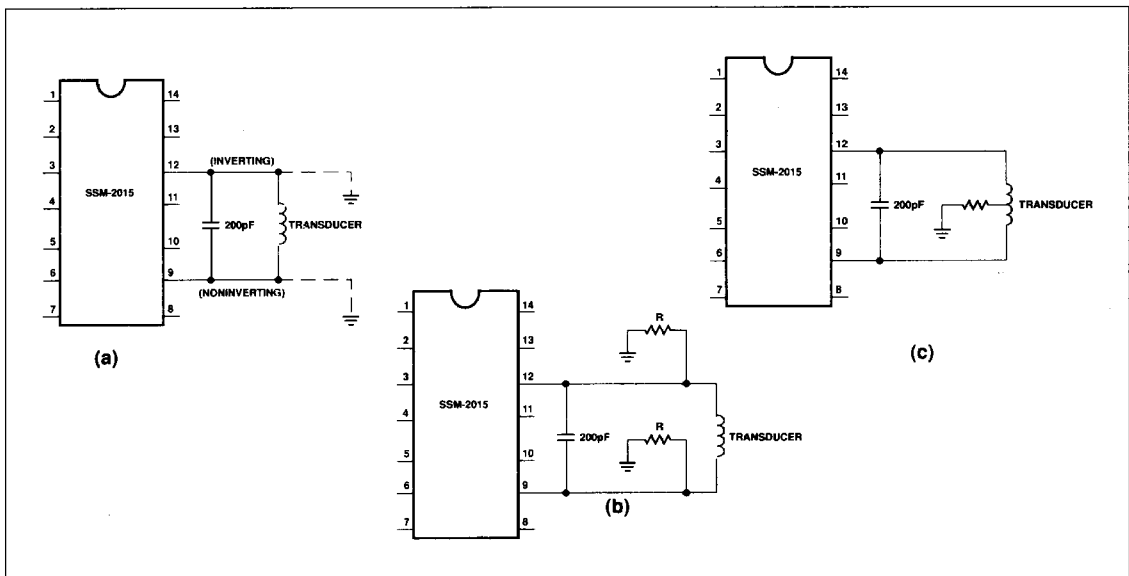 1
2
3
4
5
6
7
14
13
12
11
10
9
8
SSM-2015
(INVERTING)
200pF
TRANSDUCER
(NONINVERTING)
(a)
1
2
3
4
5
6
7
14
13
12
11
10
9
8
SSM-2015
R
200pF
R
TRANSDUCER
(b)
1
2
3
4
5
6
7
14
13
12
11
10
9
8
SSM-2015
200pF
TRANSDUCER
(c)